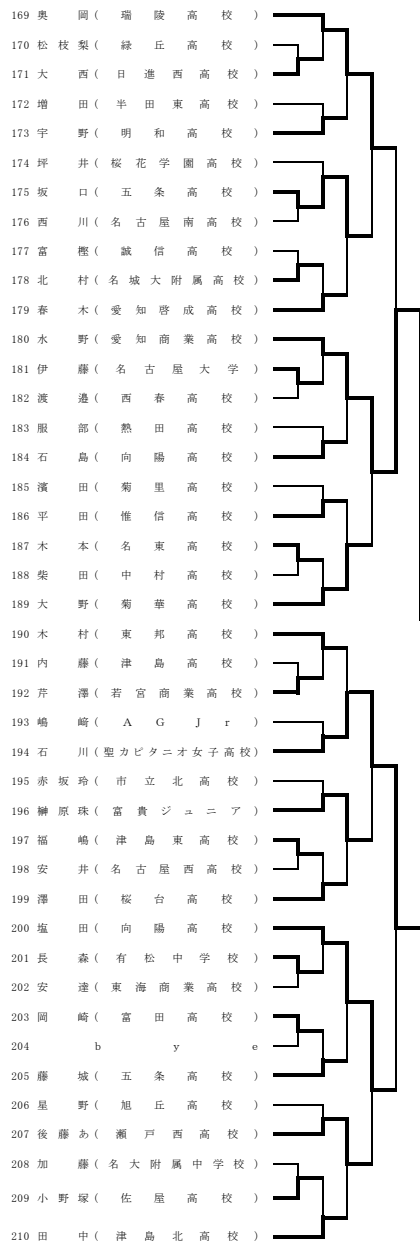 169 奥岡(瑞陵高校)
170 松枝梨(緑丘高校)
171 大西(日進西高校)
172 増田(半田東高校)
173 宇野(明和高校)
174 坪井(桜花学園高校)
175 坂口(五条高校)
176 西川(名古屋南高校)
177 富樫(誠信高校)
178 北村(名城大附属高校)
179 春木(愛知啓成高校)
180 水野(愛知商業高校)
181 伊藤(名古屋大学)
182 渡邉(西春高校)
183 服部(熱田高校)
184 石島(向陽高校)
185 濱田(菊里高校)
186 平田(惟信高校)
187 木本(名東高校)
188 柴田(中村高校)
189 大野(菊華高校)
190 木村(東邦高校)
191 内藤(津島高校)
192 芹澤(若宮商業高校)
193 嶋﨑(AGJr)
194 石川(聖カピタニオ女子高校)
195 赤坂玲(市立北高校)
196 榊原珠(富貴ジュニア)
197 福嶋(津島東高校)
198 安井(名古屋西高校)
199 澤田(桜台高校)
200 塩田(向陽高校)
201 長森(有松中学校)
202 安達(東海商業高校)
203 岡崎(富田高校)
204 bye
205 藤城(五条高校)
206 星野(旭丘高校)
207 後藤あ(瀬戸西高校)
208 加藤(名大附属中学校)
209 小野塚(佐屋高校)
210 田中(津島北高校)